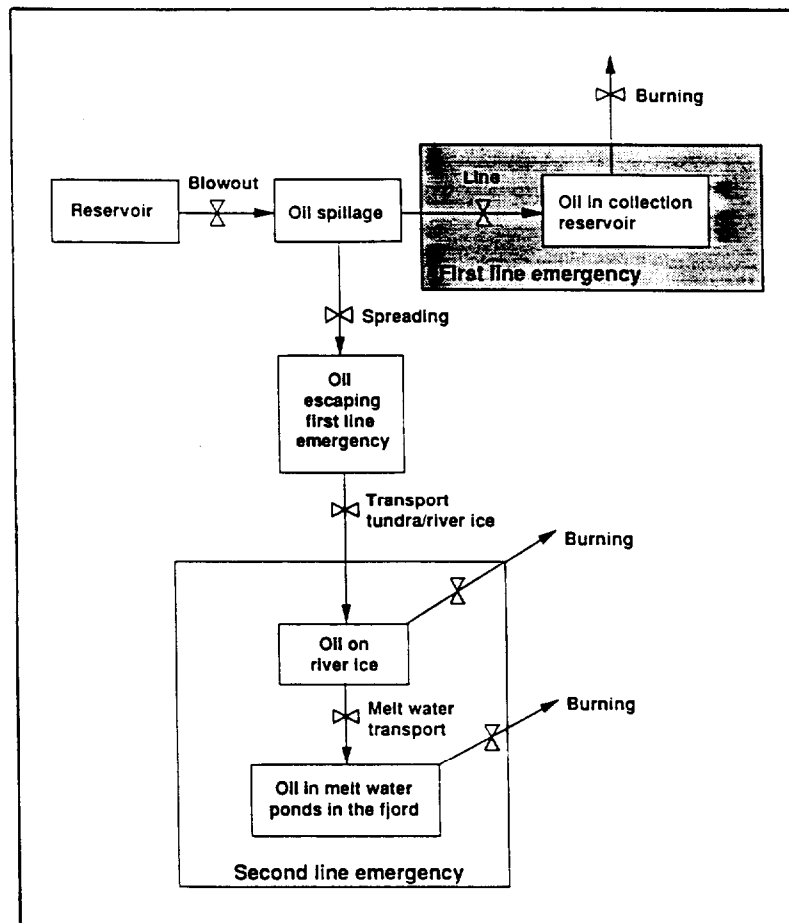 Burning
Blowout
Line
Reservoir
Oil spillage
Oil in collection
reservoir
First line emergency
Spreading
Oil
escaping
first line
emergency
Transport
tundra/river ice
Burning
Oil on
river ice
Melt water
transport
Burning
Oil in melt water
ponds in the fjord
Second line emergency